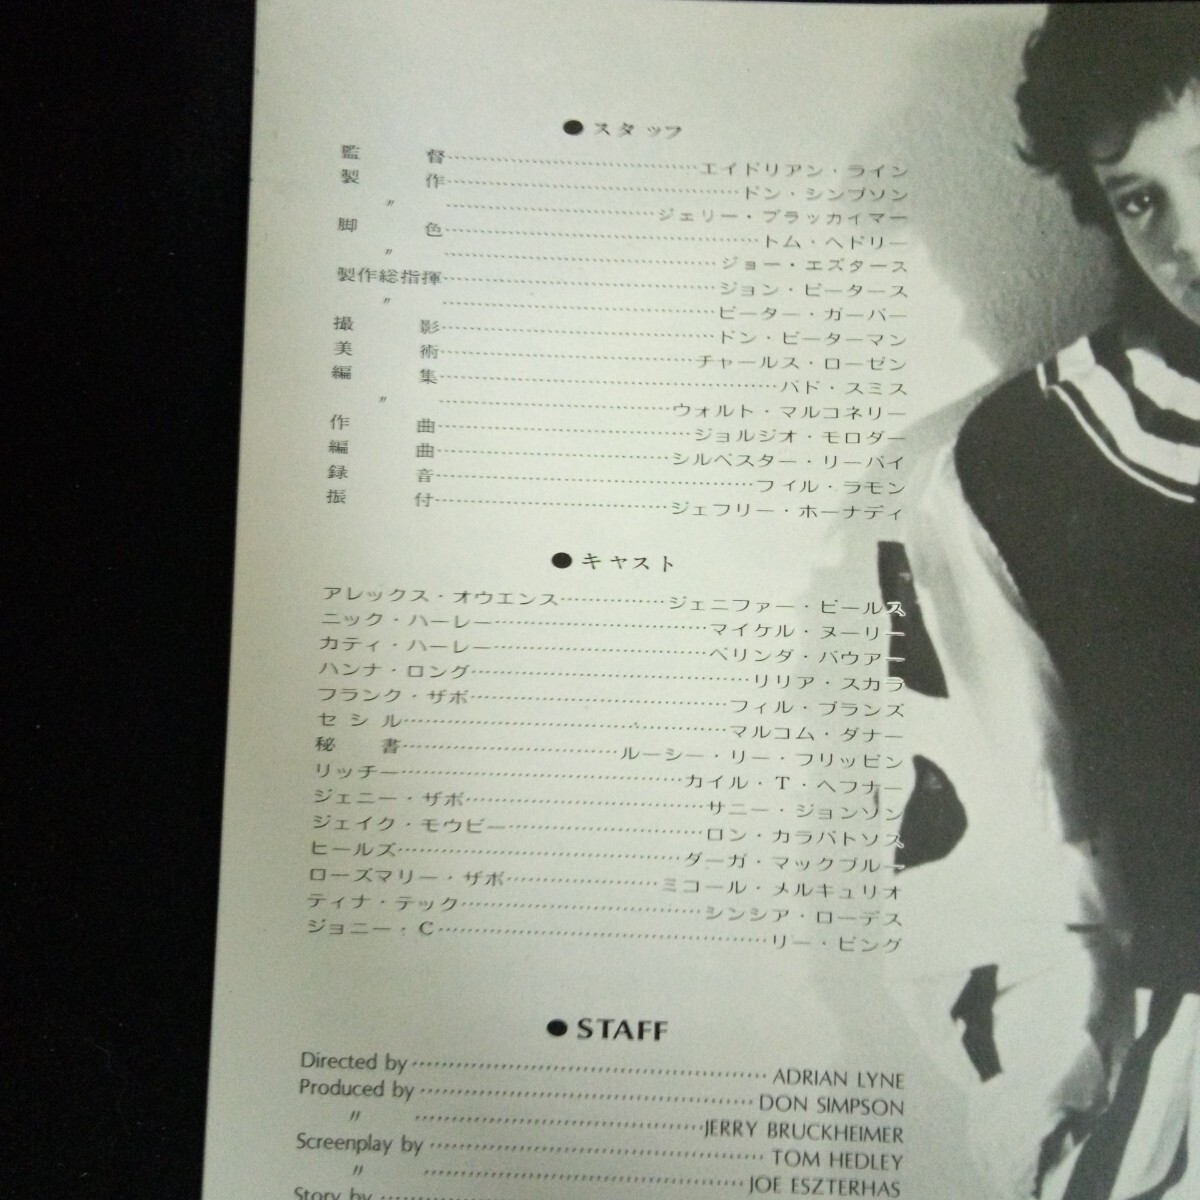 ● スタッフ
監督……エイドリアン・ライン
製作……ドン・シンプソン
〃……ジェリー・ブラッカイマー
脚色……トム・ヘドリー
〃……ジョー・エズタース
製作総指揮……ジョン・ピータース
〃……ピーター・ガーバー
撮影……ドン・ピーターマン
美術……チャールス・ローゼン
編集……バド・スミス
〃……ウォルト・マルコネリー
作曲……ジョルジオ・モロダー
編曲……シルベスター・リーバイ
録音……フィル・ラモン
振付……ジェフリー・ホーナディ
● キャスト
アレックス・オウエンス……ジェニファー・ビールス
ニック・ハーレー……マイケル・ヌーリー
カティ・ハーレー……ベリンダ・バウアー
ハンナ・ロング……リリア・スカラ
フランク・ザボ……フィル・ブランズ
セシル……マルコム・ダナー
秘書……ルーシー・リー・フリッピン
リッチー……カイル・T・ヘフナー
ジェニー・ザボ……サニー・ジョンソン
ジェイク・モウビー……ロン・カラバトソス
ヒールズ……ダーガ・マックブルー
ローズマリー・ザボ……ミコール・メルキュリオ
ティナ・テック……シンシア・ローデス
ジョニー・C……リー・ビング
● STAFF
Directed by……ADRIAN LYNE
Produced by……DON SIMPSON
〃……JERRY BRUCKHEIMER
Screenplay by……TOM HEDLEY
〃……JOE ESZTERHAS
Story by……